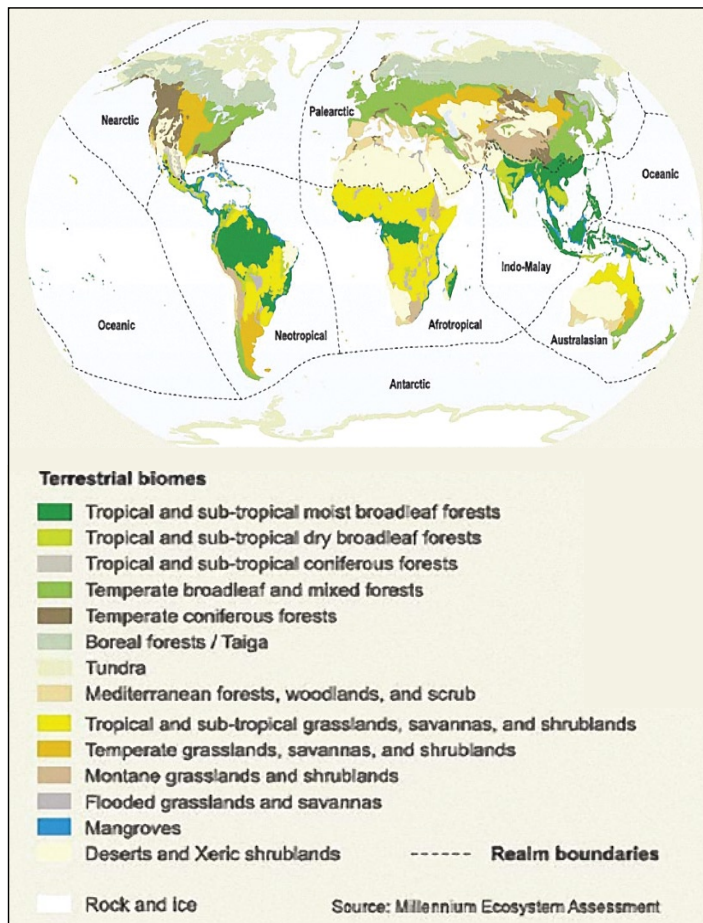 Nearctic
Palearctic
Oceanic
Indo-Malay
Oceanic
Neotropical
Afrotropical
Australasian
Antarctic
Terrestrial biomes
Tropical and sub-tropical moist broadleaf forests
Tropical and sub-tropical dry broadleaf forests
Tropical and sub-tropical coniferous forests
Temperate broadleaf and mixed forests
Temperate coniferous forests
Boreal forests / Taiga
Tundra
Mediterranean forests, woodlands, and scrub
Tropical and sub-tropical grasslands, savannas, and shrublands
Temperate grasslands, savannas, and shrublands
Montane grasslands and shrublands
Flooded grasslands and savannas
Mangroves
Deserts and Xeric shrublands Realm boundaries
Rock and ice Source: Millennium Ecosystem Assessment